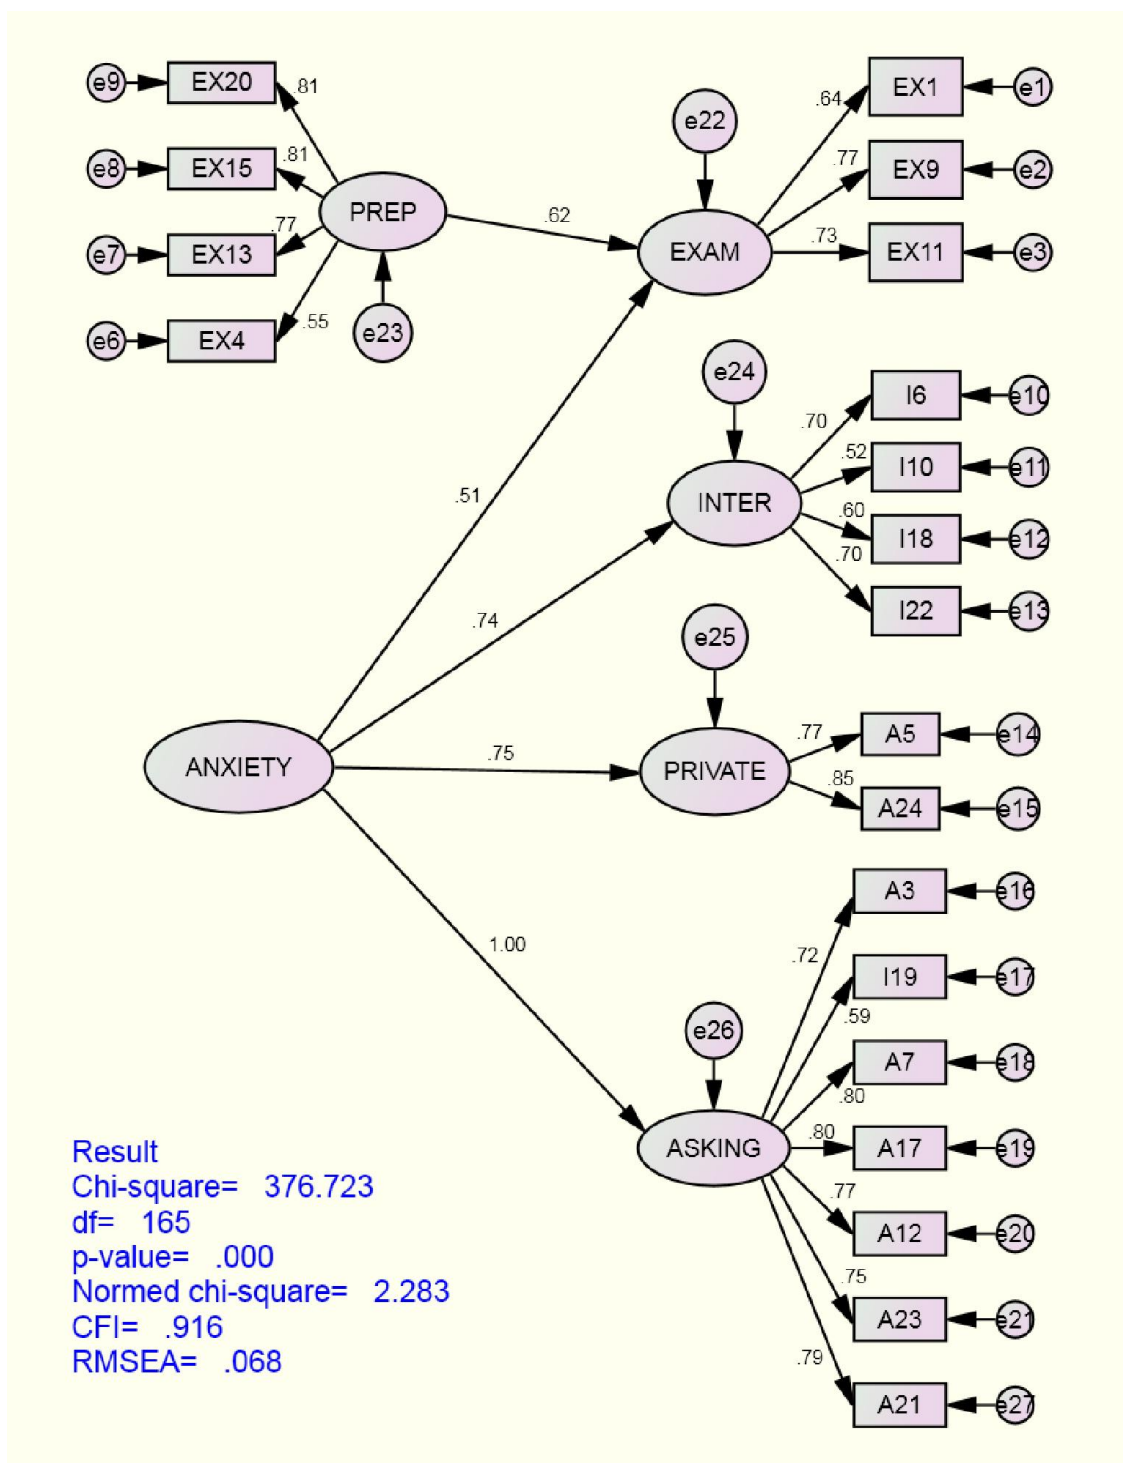 e9 EX20 .81
e8 EX15 .81
e7 EX13 .77
e6 EX4 .55
PREP
e23
.62
e22
EXAM
.64 EX1 e1
.77 EX9 e2
.73 EX11 e3
.51
e24
INTER
.70 I6 e10
.52 I10 e11
.60 I18 e12
.70 I22 e13
.74
ANXIETY
.75
e25
PRIVATE
.77 A5 e14
.85 A24 e15
1.00
e26
ASKING
.72 A3 e16
.59 I19 e17
.80 A7 e18
.80 A17 e19
.77 A12 e20
.75 A23 e21
.79 A21 e27
Result
Chi-square= 376.723
df= 165
p-value= .000
Normed chi-square= 2.283
CFI= .916
RMSEA= .068